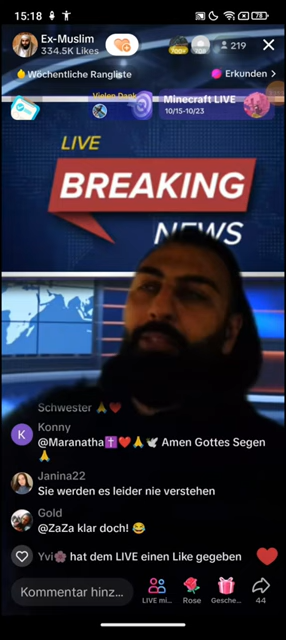 15:18
78
Ex-Muslim
334.5K Likes
219
Wöchentliche Rangliste
Erkunden >
Vielen Dank
Minecraft LIVE
10/15-10/23
LIVE
BREAKING
NEWS
Schwester 🙏❤️
K
Konny
@Maranatha✝️❤️🙏🕊️ Amen Gottes Segen
🙏
Janina22
Sie werden es leider nie verstehen
Gold
@ZaZa klar doch! 😂
Yvi🌸 hat dem LIVE einen Like gegeben
Kommentar hinz...
LIVE mi...
Rose
Gesche...
44